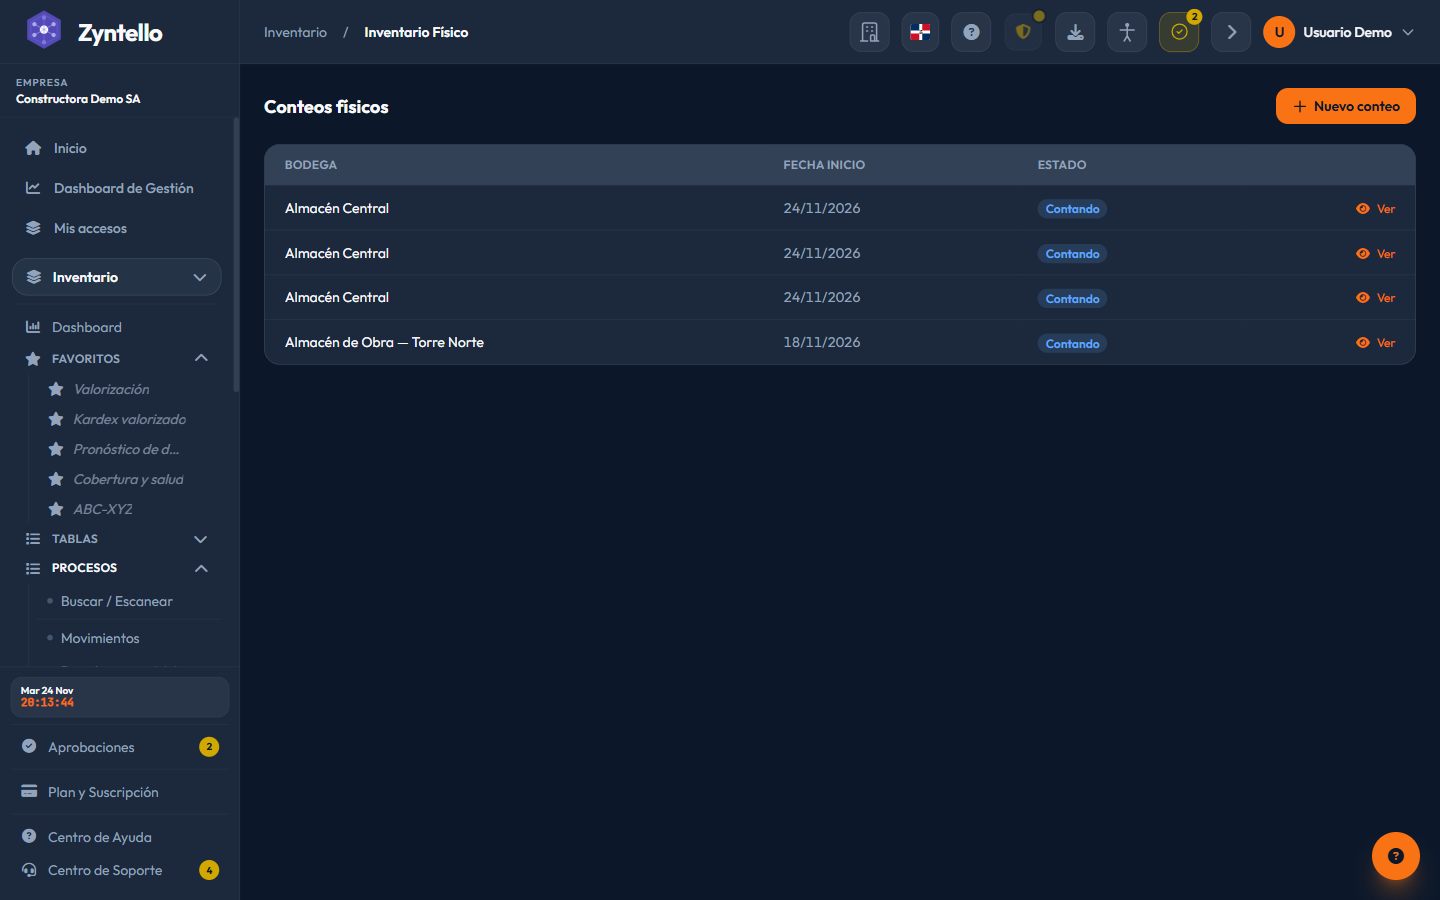 Zyntello
Inventario / Inventario Físico
2
U Usuario Demo
EMPRESA
Constructora Demo SA
Inicio
Dashboard de Gestión
Mis accesos
Inventario
Dashboard
FAVORITOS
Valorización
Kardex valorizado
Pronóstico de d...
Cobertura y salud
ABC-XYZ
TABLAS
PROCESOS
Buscar / Escanear
Movimientos
Mar 24 Nov
20:13:44
Aprobaciones 2
Plan y Suscripción
Centro de Ayuda
Centro de Soporte 4
Conteos físicos
Nuevo conteo
BODEGA FECHA INICIO ESTADO
Almacén Central 24/11/2026 Contando Ver
Almacén Central 24/11/2026 Contando Ver
Almacén Central 24/11/2026 Contando Ver
Almacén de Obra — Torre Norte 18/11/2026 Contando Ver